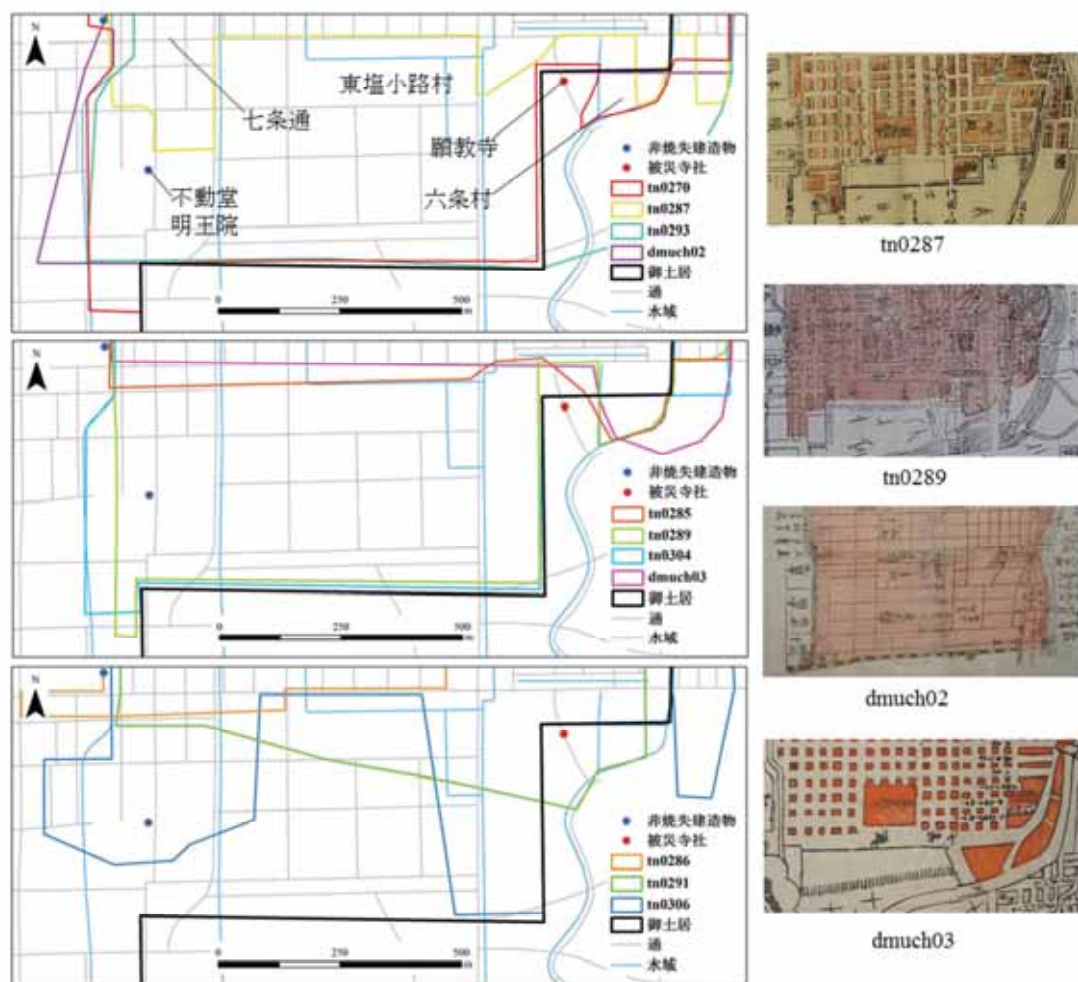 N
東塩小路村
七条通
願教寺
六条村
不動堂
明王院
非焼失建造物
被災寺社
tn0270
tn0287
tn0293
dmuch02
御土居
通
水域
0 250 500
m
N
非焼失建造物
被災寺社
tn0285
tn0289
tn0304
dmuch03
御土居
通
水域
0 250 500
m
N
非焼失建造物
被災寺社
tn0286
tn0291
tn0306
御土居
通
水域
0 250 500
m
tn0287
tn0289
dmuch02
dmuch03